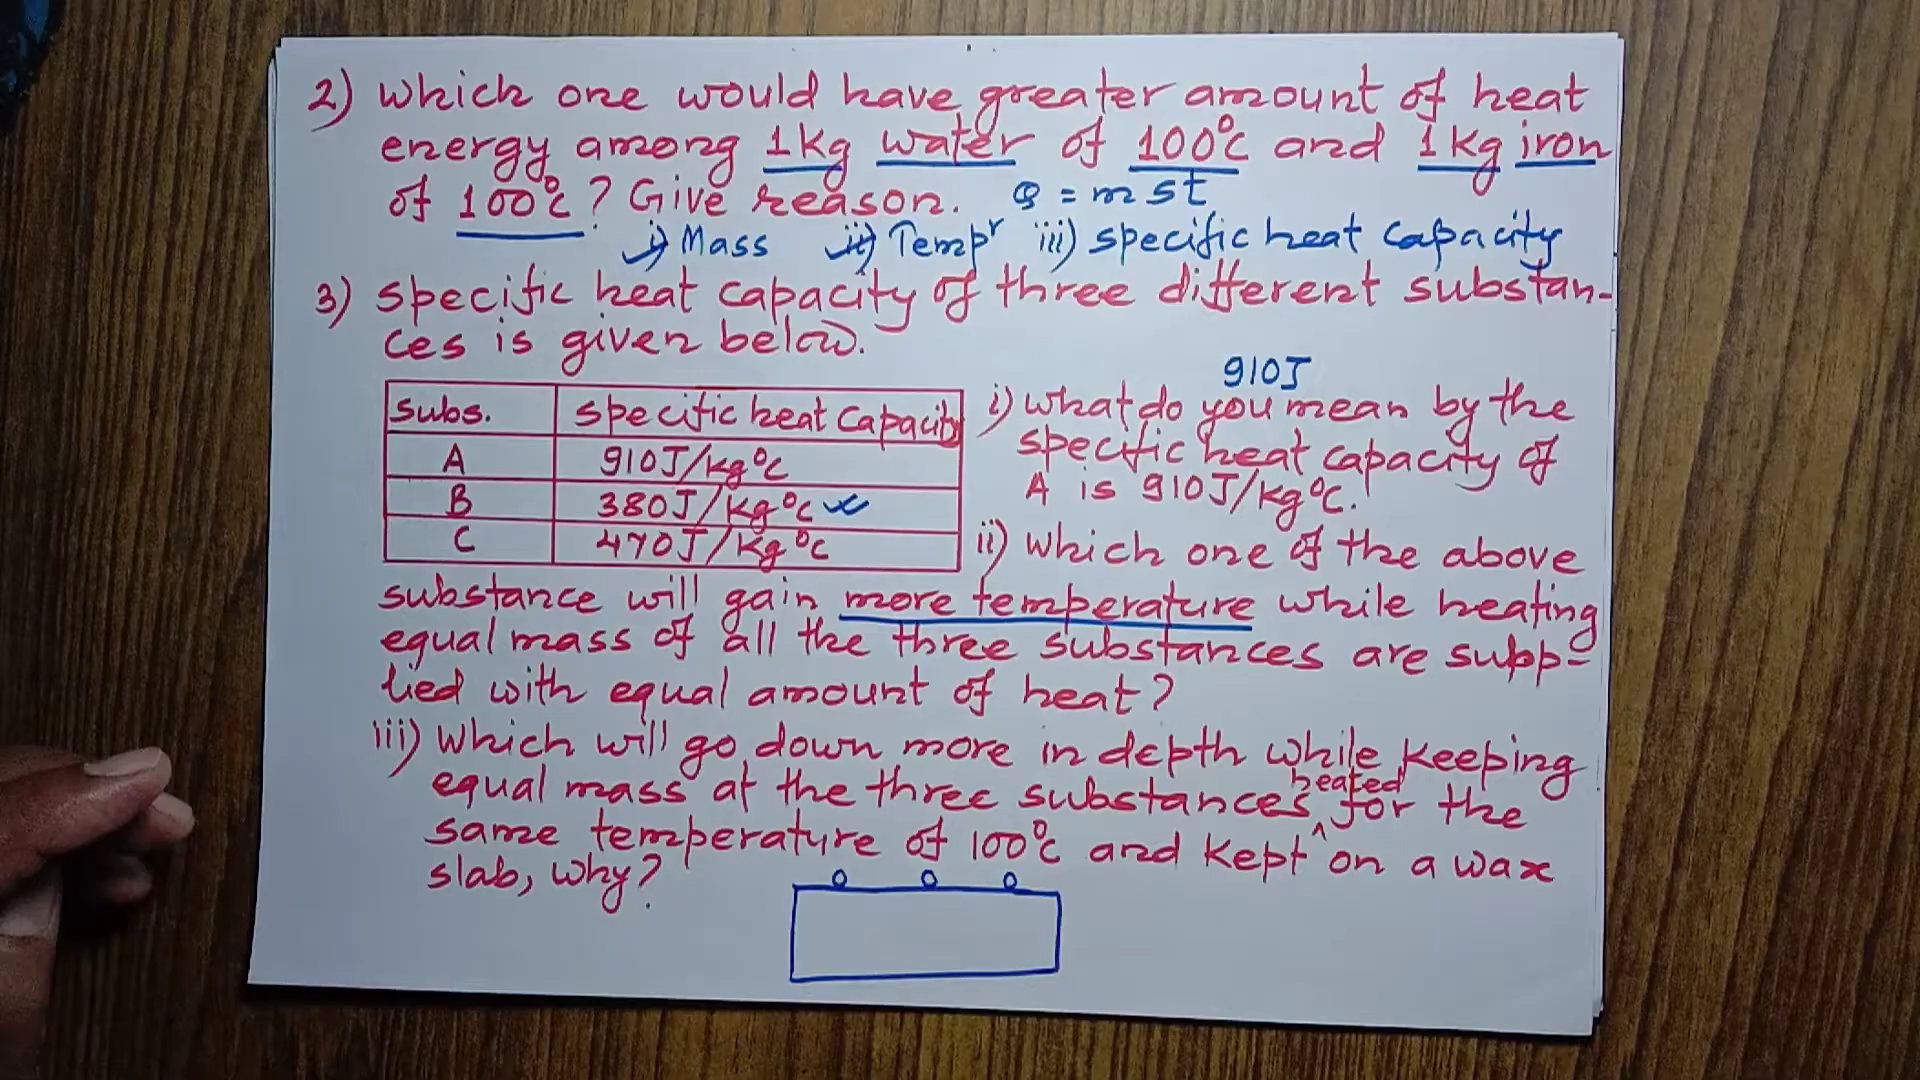 2) which one would have greater amount of heat
energy among 1kg water of 100°c and 1kg iron
of 100°c? Give reason. Q = mst
i) Mass ii) Tempr iii) specific heat capacity
3) specific heat capacity of three different substan-
ces is given below.
Subs. specific heat capacity
A 910J/kg°c
B 380J/kg°c
C 470J/kg°c
910J
i) what do you mean by the
specific heat capacity of
A is 910J/kg°c.
ii) which one of the above
substance will gain more temperature while heating
equal mass of all the three substances are supp-
lied with equal amount of heat?
iii) which will go down more in depth while keeping
equal mass at the three substances heated for the
same temperature of 100°c and kept on a wax
slab, why?